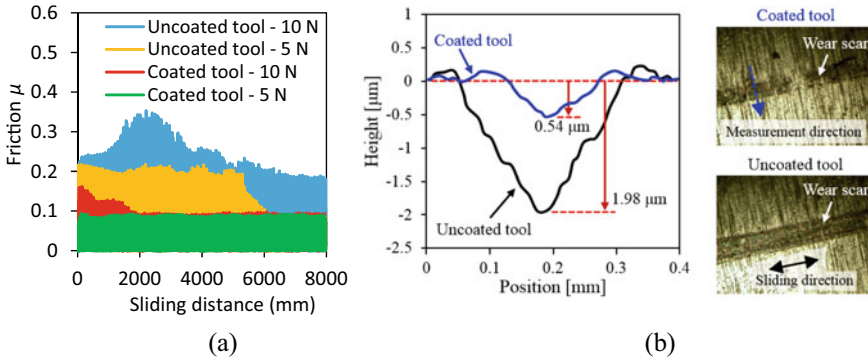 (a)
0.6
0.5
0.4
0.3
0.2
0.1
0
Friction μ
Uncoated tool - 10 N
Uncoated tool - 5 N
Coated tool - 10 N
Coated tool - 5 N
0 2000 4000 6000 8000
Sliding distance (mm)
(a)
1
0.5
0
-0.5
-1
-1.5
-2
-2.5
Height [μm]
Coated tool
0.54 μm
1.98 μm
Uncoated tool
0 0.1 0.2 0.3 0.4
Position [mm]
Coated tool
Wear scar
Measurement direction
Uncoated tool
Wear scar
Sliding direction
(b)